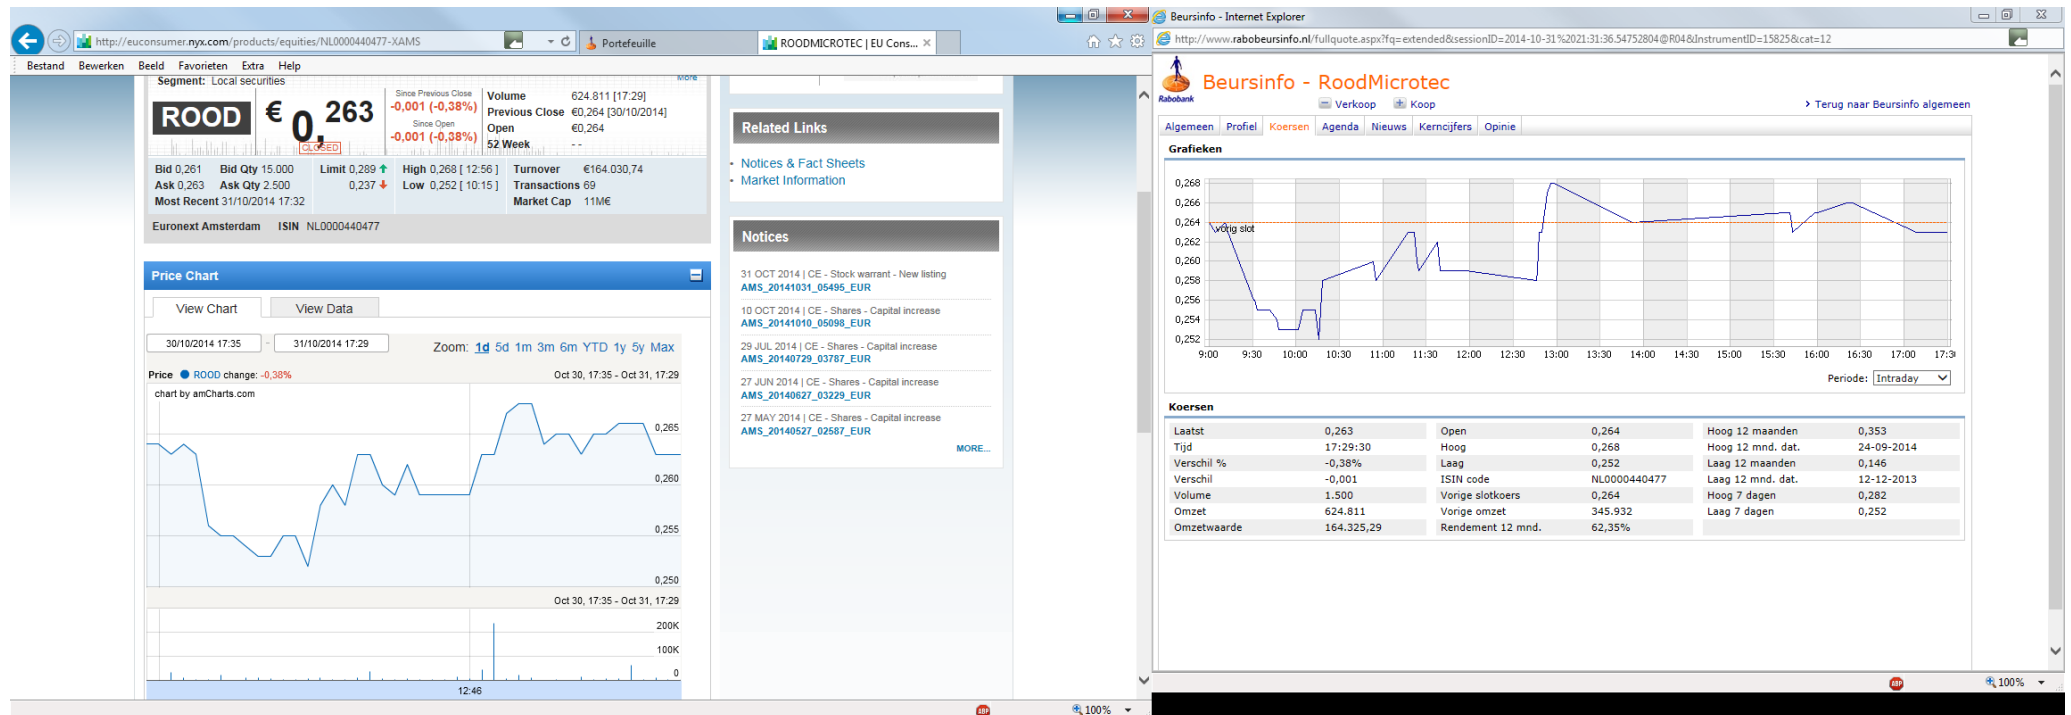 http://euconsumer.nyx.com/products/equities/NL0000440477-XAMS
Portefeuille
ROODMICROTEC | EU Cons...
Bestand Bewerken Beeld Favorieten Extra Help
Segment: Local securities
More
ROOD
€ 0,263
CLOSED
Since Previous Close
-0,001 (-0,38%)
Since Open
-0,001 (-0,38%)
Volume 624.811 [17:29]
Previous Close €0,264 [30/10/2014]
Open €0,264
52 Week - -
Bid 0,261 Bid Qty 15.000 Limit 0,289 High 0,268 [ 12:56 ] Turnover €164.030,74
Ask 0,263 Ask Qty 2.500 0,237 Low 0,252 [ 10:15 ] Transactions 69
Most Recent 31/10/2014 17:32 Market Cap 11M€
Euronext Amsterdam ISIN NL0000440477
Price Chart
View Chart View Data
30/10/2014 17:35 - 31/10/2014 17:29 Zoom: 1d 5d 1m 3m 6m YTD 1y 5y Max
Price ROOD change: -0,38% Oct 30, 17:35 - Oct 31, 17:29
chart by amCharts.com
0,265
0,260
0,255
0,250
Oct 30, 17:35 - Oct 31, 17:29
200K
100K
0
12:46
Related Links
Notices & Fact Sheets
Market Information
Notices
31 OCT 2014 | CE - Stock warrant - New listing
AMS_20141031_05495_EUR
10 OCT 2014 | CE - Shares - Capital increase
AMS_20141010_05098_EUR
29 JUL 2014 | CE - Shares - Capital increase
AMS_20140729_03787_EUR
27 JUN 2014 | CE - Shares - Capital increase
AMS_20140627_03229_EUR
27 MAY 2014 | CE - Shares - Capital increase
AMS_20140527_02587_EUR
MORE...
ABP
100%
Beursinfo - Internet Explorer
http://www.rabobeursinfo.nl/fullquote.aspx?fq=extended&sessionID=2014-10-31%2021:31:36.54752804@R04&InstrumentID=15825&cat=12
Rabobank
Beursinfo - RoodMicrotec
Verkoop Koop
Terug naar Beursinfo algemeen
Algemeen Profiel Koersen Agenda Nieuws Kerncijfers Opinie
Grafieken
0,268
0,266
0,264
vorig slot
0,262
0,260
0,258
0,256
0,254
0,252
9:00 9:30 10:00 10:30 11:00 11:30 12:00 12:30 13:00 13:30 14:00 14:30 15:00 15:30 16:00 16:30 17:00 17:3
Periode: Intraday
Koersen
Laatst 0,263 Open 0,264 Hoog 12 maanden 0,353
Tijd 17:29:30 Hoog 0,268 Hoog 12 mnd. dat. 24-09-2014
Verschil % -0,38% Laag 0,252 Laag 12 maanden 0,146
Verschil -0,001 ISIN code NL0000440477 Laag 12 mnd. dat. 12-12-2013
Volume 1.500 Vorige slotkoers 0,264 Hoog 7 dagen 0,282
Omzet 624.811 Vorige omzet 345.932 Laag 7 dagen 0,252
Omzetwaarde 164.325,29 Rendement 12 mnd. 62,35%
ABP
100%